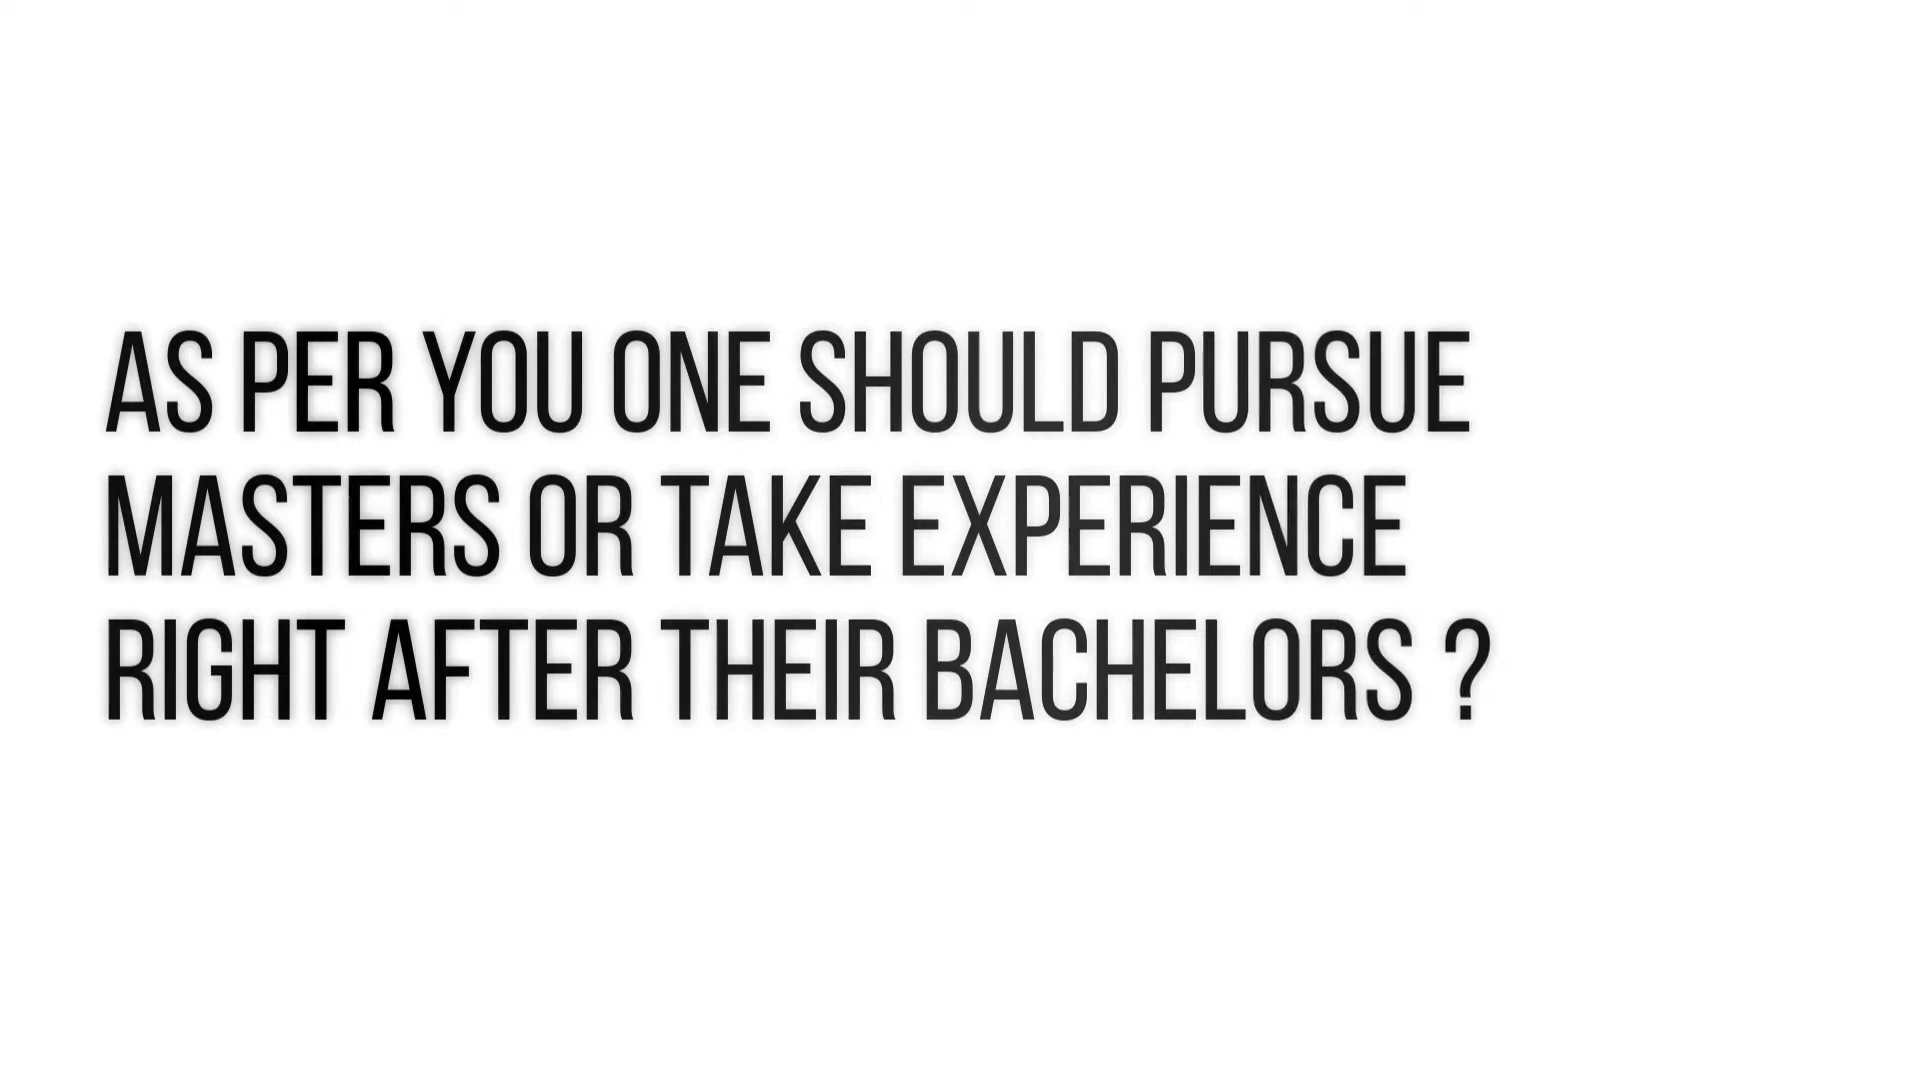 AS PER YOU ONE SHOULD PURSUE
MASTERS OR TAKE EXPERIENCE
RIGHT AFTER THEIR BACHELORS ?